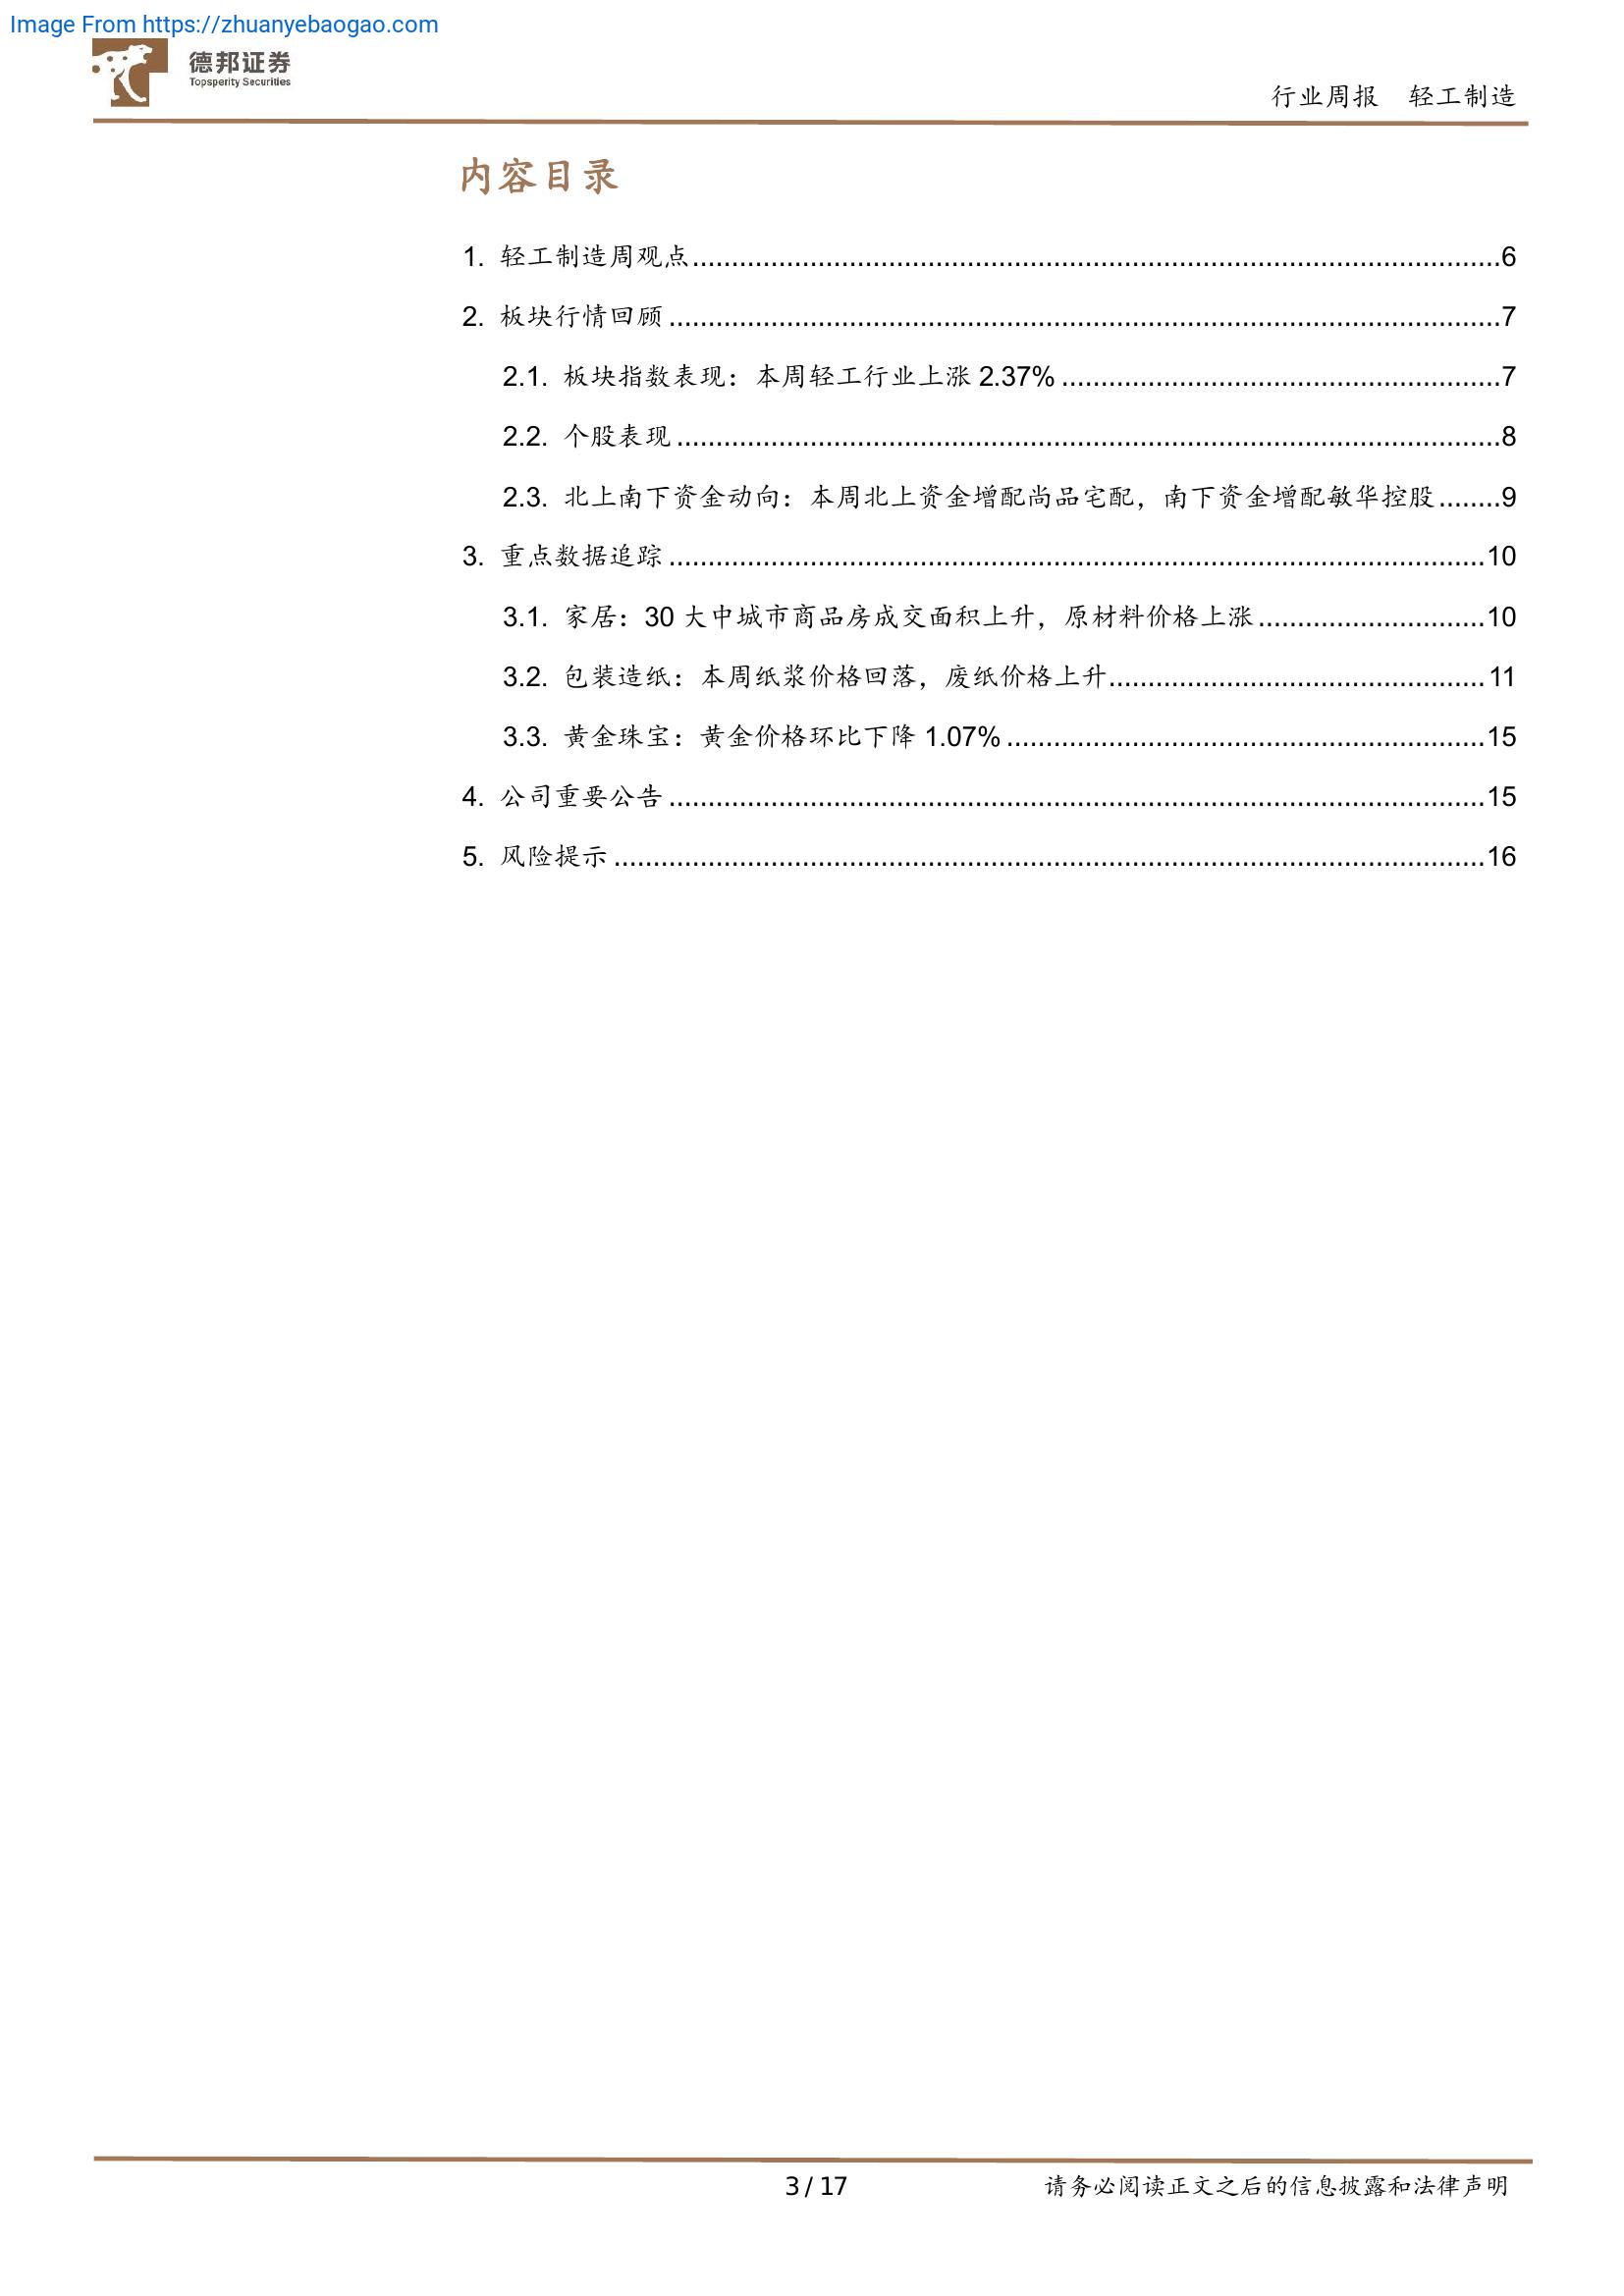 Image From https://zhuanyebaogao.com
德邦证券
Topsperity Securities
行业周报 轻工制造
内容目录
1. 轻工制造周观点.......................................................................................................6
2. 板块行情回顾..........................................................................................................7
2.1. 板块指数表现：本周轻工行业上涨 2.37%........................................................7
2.2. 个股表现.........................................................................................................8
2.3. 北上南下资金动向：本周北上资金增配尚品宅配，南下资金增配敏华控股........9
3. 重点数据追踪........................................................................................................10
3.1. 家居：30 大中城市商品房成交面积上升，原材料价格上涨.............................10
3.2. 包装造纸：本周纸浆价格回落，废纸价格上升................................................11
3.3. 黄金珠宝：黄金价格环比下降 1.07%.............................................................15
4. 公司重要公告........................................................................................................15
5. 风险提示...............................................................................................................16
3 / 17
请务必阅读正文之后的信息披露和法律声明